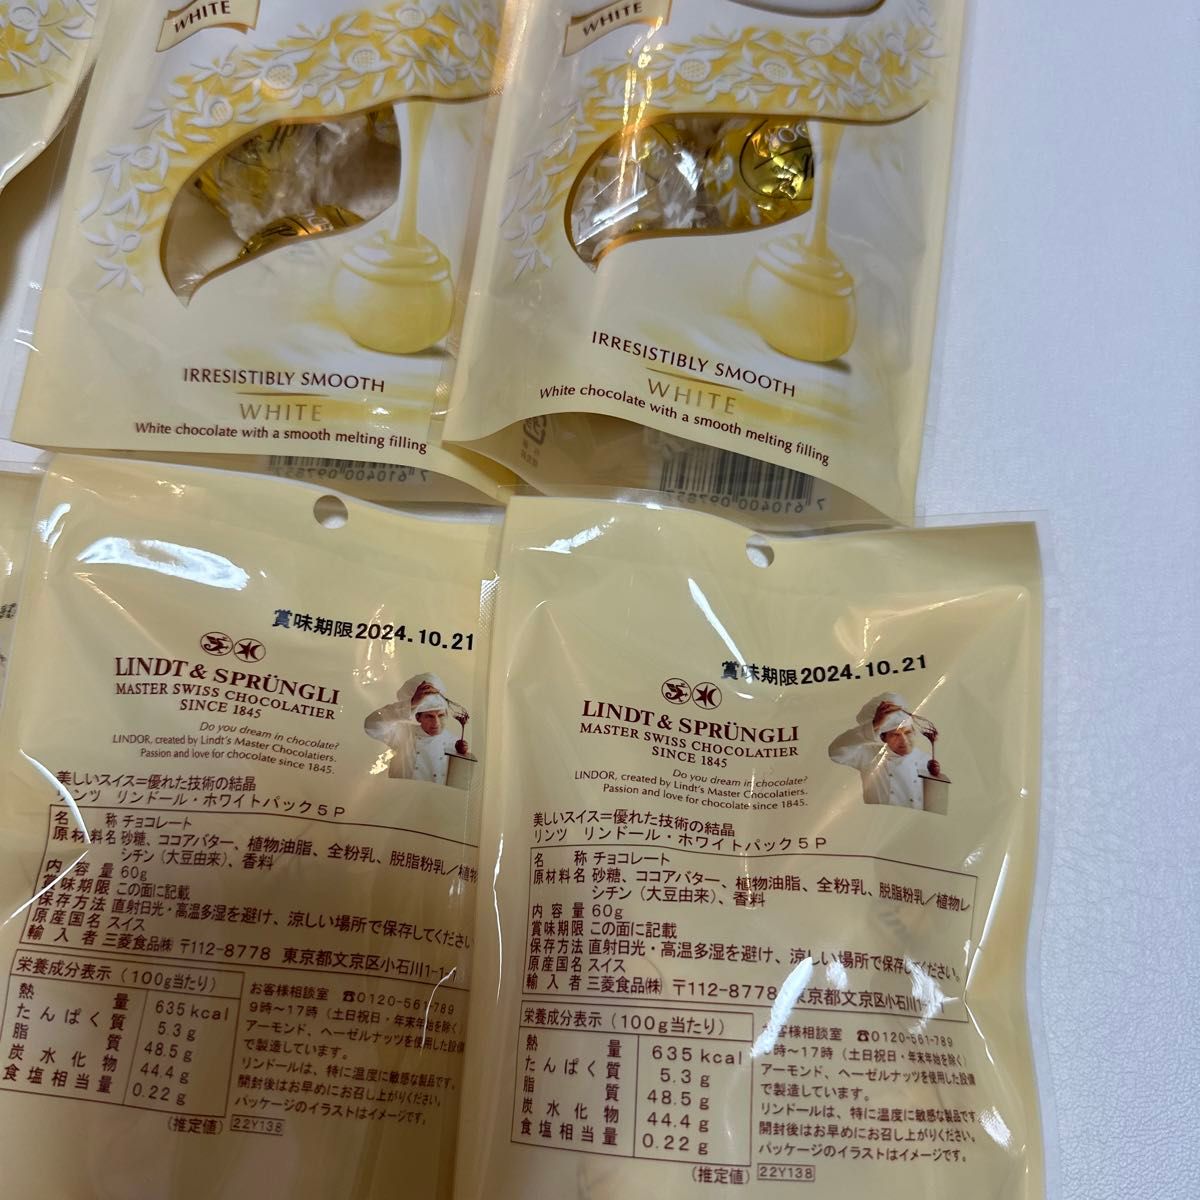 WHITE
IRRESISTIBLY SMOOTH
WHITE
White chocolate with a smooth melting filling
7 610400 09785
WHITE
IRRESISTIBLY SMOOTH
WHITE
White chocolate with a smooth melting filling
7 610400 09785
賞味期限2024.10.21
LINDT & SPRÜNGLI
MASTER SWISS CHOCOLATIER
SINCE 1845
Do you dream in chocolate?
LINDOR, created by Lindt's Master Chocolatiers.
Passion and love for chocolate since 1845.
美しいスイス=優れた技術の結晶
リンツ リンドール・ホワイトパック5P
名称 チョコレート
原材料名 砂糖、ココアバター、植物油脂、全粉乳、脱脂粉乳/植物
シチン(大豆由来)、香料
内容量 60g
賞味期限 この面に記載
保存方法 直射日光・高温多湿を避け、涼しい場所で保存してください
原産国名 スイス
輸入者 三菱食品㈱ 〒112-8778 東京都文京区小石川1-1-1
栄養成分表示(100g当たり)
熱量 635kcal
たんぱく質 5.3g
脂質 48.5g
炭水化物 44.4g
食塩相当量 0.22g
(推定値) 22Y138
お客様相談室 ☎0120-561-789
9時~17時(土日祝日・年末年始を除く)
アーモンド、ヘーゼルナッツを使用した設備
で製造しています。
リンドールは、特に温度に敏感な製品です。
開封後はお早めにお召し上がりください。
パッケージのイラストはイメージです。
賞味期限2024.10.21
LINDT & SPRÜNGLI
MASTER SWISS CHOCOLATIER
SINCE 1845
Do you dream in chocolate?
LINDOR, created by Lindt's Master Chocolatiers.
Passion and love for chocolate since 1845.
美しいスイス=優れた技術の結晶
リンツ リンドール・ホワイトパック5P
名称 チョコレート
原材料名 砂糖、ココアバター、植物油脂、全粉乳、脱脂粉乳/植物レ
シチン(大豆由来)、香料
内容量 60g
賞味期限 この面に記載
保存方法 直射日光・高温多湿を避け、涼しい場所で保存してください。
原産国名 スイス
輸入者 三菱食品㈱ 〒112-8778 東京都文京区小石川1-
栄養成分表示(100g当たり)
熱量 635kcal
たんぱく質 5.3g
脂質 48.5g
炭水化物 44.4g
食塩相当量 0.22g
(推定値) 22Y138
お客様相談室 ☎0120-561-789
9時~17時(土日祝日・年末年始を除く)
アーモンド、ヘーゼルナッツを使用した設備
で製造しています。
リンドールは、特に温度に敏感な製品です
開封後はお早めにお召し上がりください。
パッケージのイラストはイメージです。